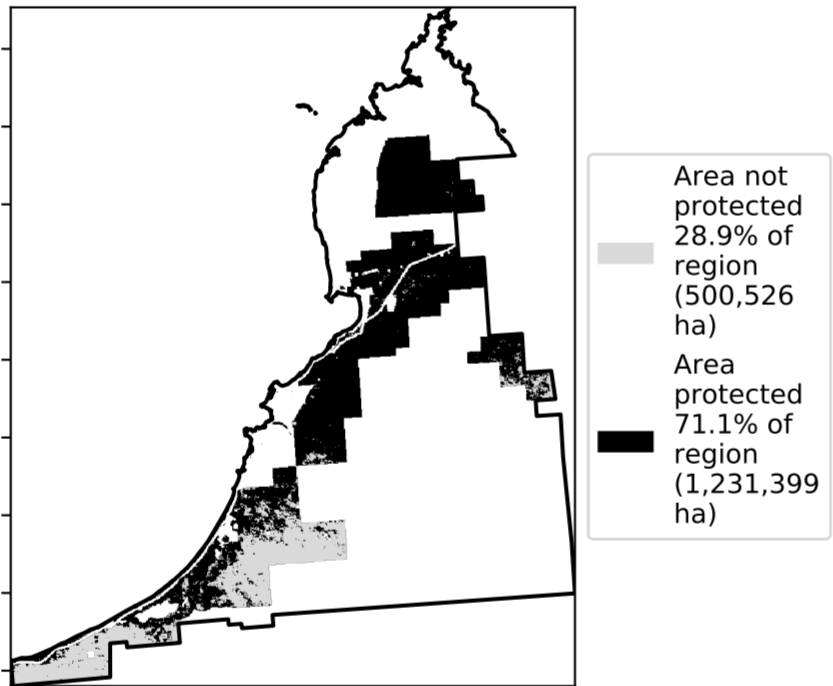 Area not
protected
28.9% of
region
(500,526
ha)
Area
protected
71.1% of
region
(1,231,399
ha)